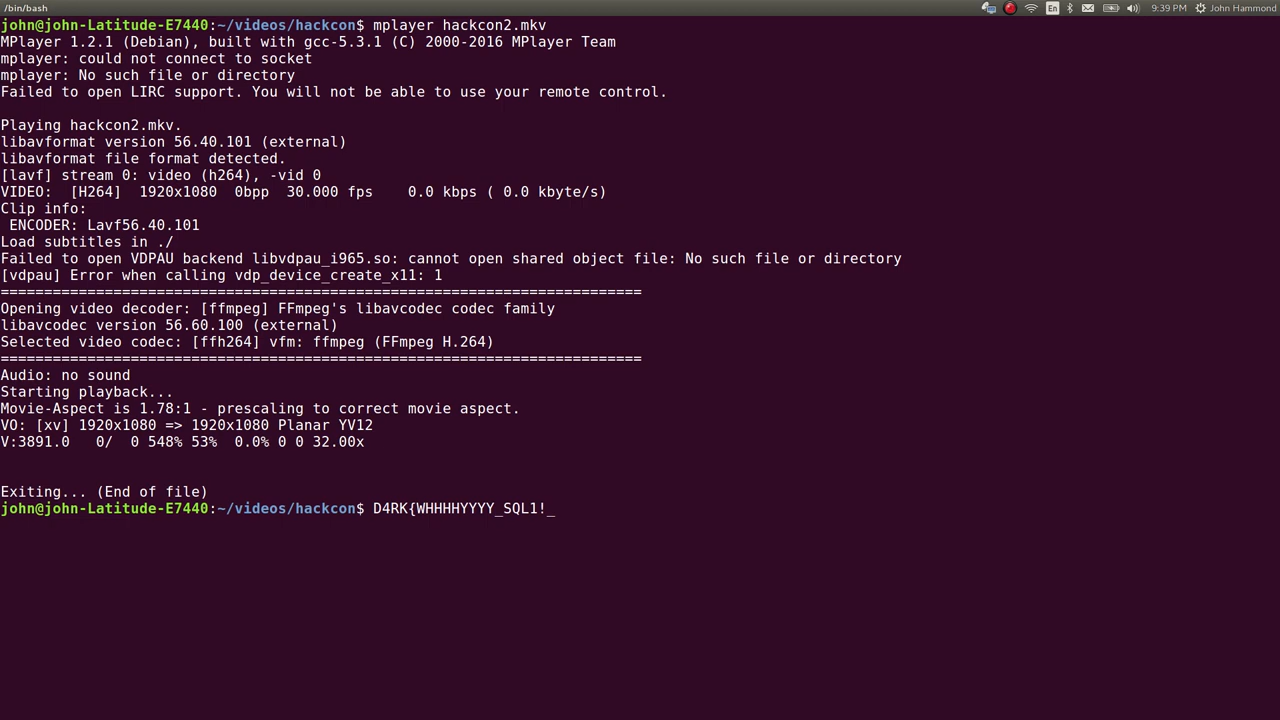 /bin/bash
En
9:39 PM
John Hammond
john@john-Latitude-E7440:~/videos/hackcon$ mplayer hackcon2.mkv
MPlayer 1.2.1 (Debian), built with gcc-5.3.1 (C) 2000-2016 MPlayer Team
mplayer: could not connect to socket
mplayer: No such file or directory
Failed to open LIRC support. You will not be able to use your remote control.
Playing hackcon2.mkv.
libavformat version 56.40.101 (external)
libavformat file format detected.
[lavf] stream 0: video (h264), -vid 0
VIDEO:  [H264]  1920x1080  0bpp  30.000 fps    0.0 kbps ( 0.0 kbyte/s)
Clip info:
 ENCODER: Lavf56.40.101
Load subtitles in ./
Failed to open VDPAU backend libvdpau_i965.so: cannot open shared object file: No such file or directory
[vdpau] Error when calling vdp_device_create_x11: 1
==========================================================================
Opening video decoder: [ffmpeg] FFmpeg's libavcodec codec family
libavcodec version 56.60.100 (external)
Selected video codec: [ffh264] vfm: ffmpeg (FFmpeg H.264)
==========================================================================
Audio: no sound
Starting playback...
Movie-Aspect is 1.78:1 - prescaling to correct movie aspect.
VO: [xv] 1920x1080 => 1920x1080 Planar YV12
V:3891.0   0/  0 548% 53%  0.0% 0 0 32.00x
Exiting... (End of file)
john@john-Latitude-E7440:~/videos/hackcon$ D4RK{WHHHHYYYY_SQL1!_